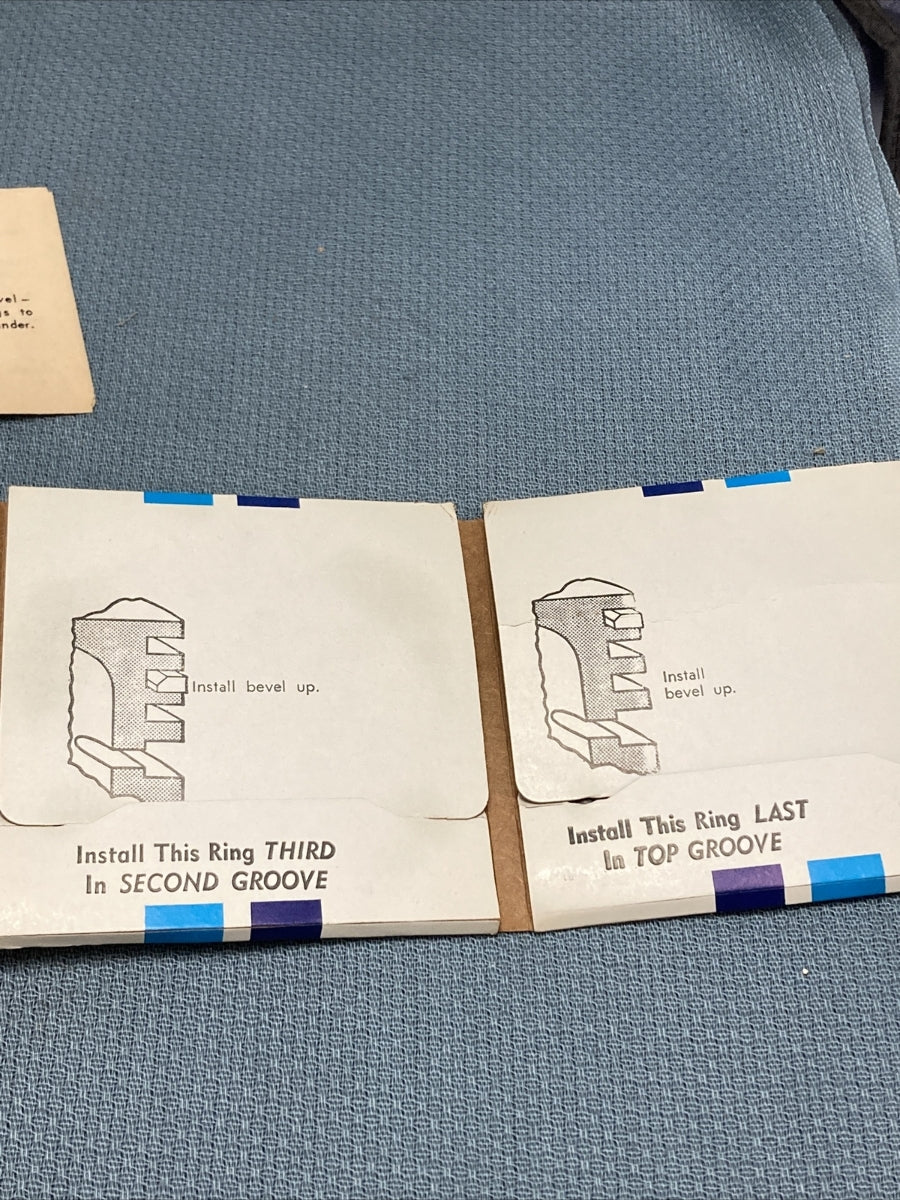 to
Install bevel up.
Install This Ring THIRD
In SECOND GROOVE
Install
bevel up.
Install This Ring LAST
In TOP GROOVE